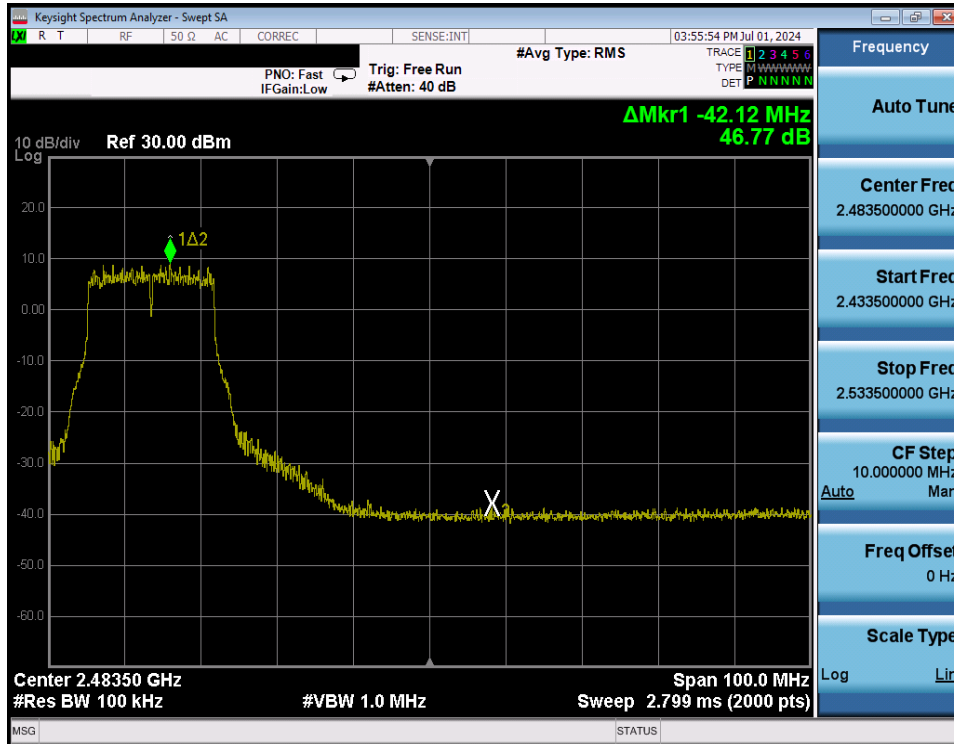 Keysight Spectrum Analyzer - Swept SA
LXI R T RF 50 Ω AC CORREC SENSE:INT 03:55:54 PM Jul 01, 2024
#Avg Type: RMS
TRACE 1 2 3 4 5 6
TYPE M W W W W W
DET P N N N N N
PNO: Fast Trig: Free Run
IFGain:Low #Atten: 40 dB
ΔMkr1 -42.12 MHz
46.77 dB
10 dB/div Ref 30.00 dBm
Log
20.0
10.0
0.00
-10.0
-20.0
-30.0
-40.0
-50.0
-60.0
1Δ2
X
Center 2.48350 GHz Span 100.0 MHz
#Res BW 100 kHz #VBW 1.0 MHz Sweep 2.799 ms (2000 pts)
MSG STATUS
Frequency
Auto Tune
Center Freq
2.483500000 GHz
Start Freq
2.433500000 GHz
Stop Freq
2.533500000 GHz
CF Step
10.000000 MHz
Auto Man
Freq Offset
0 Hz
Scale Type
Log Lin